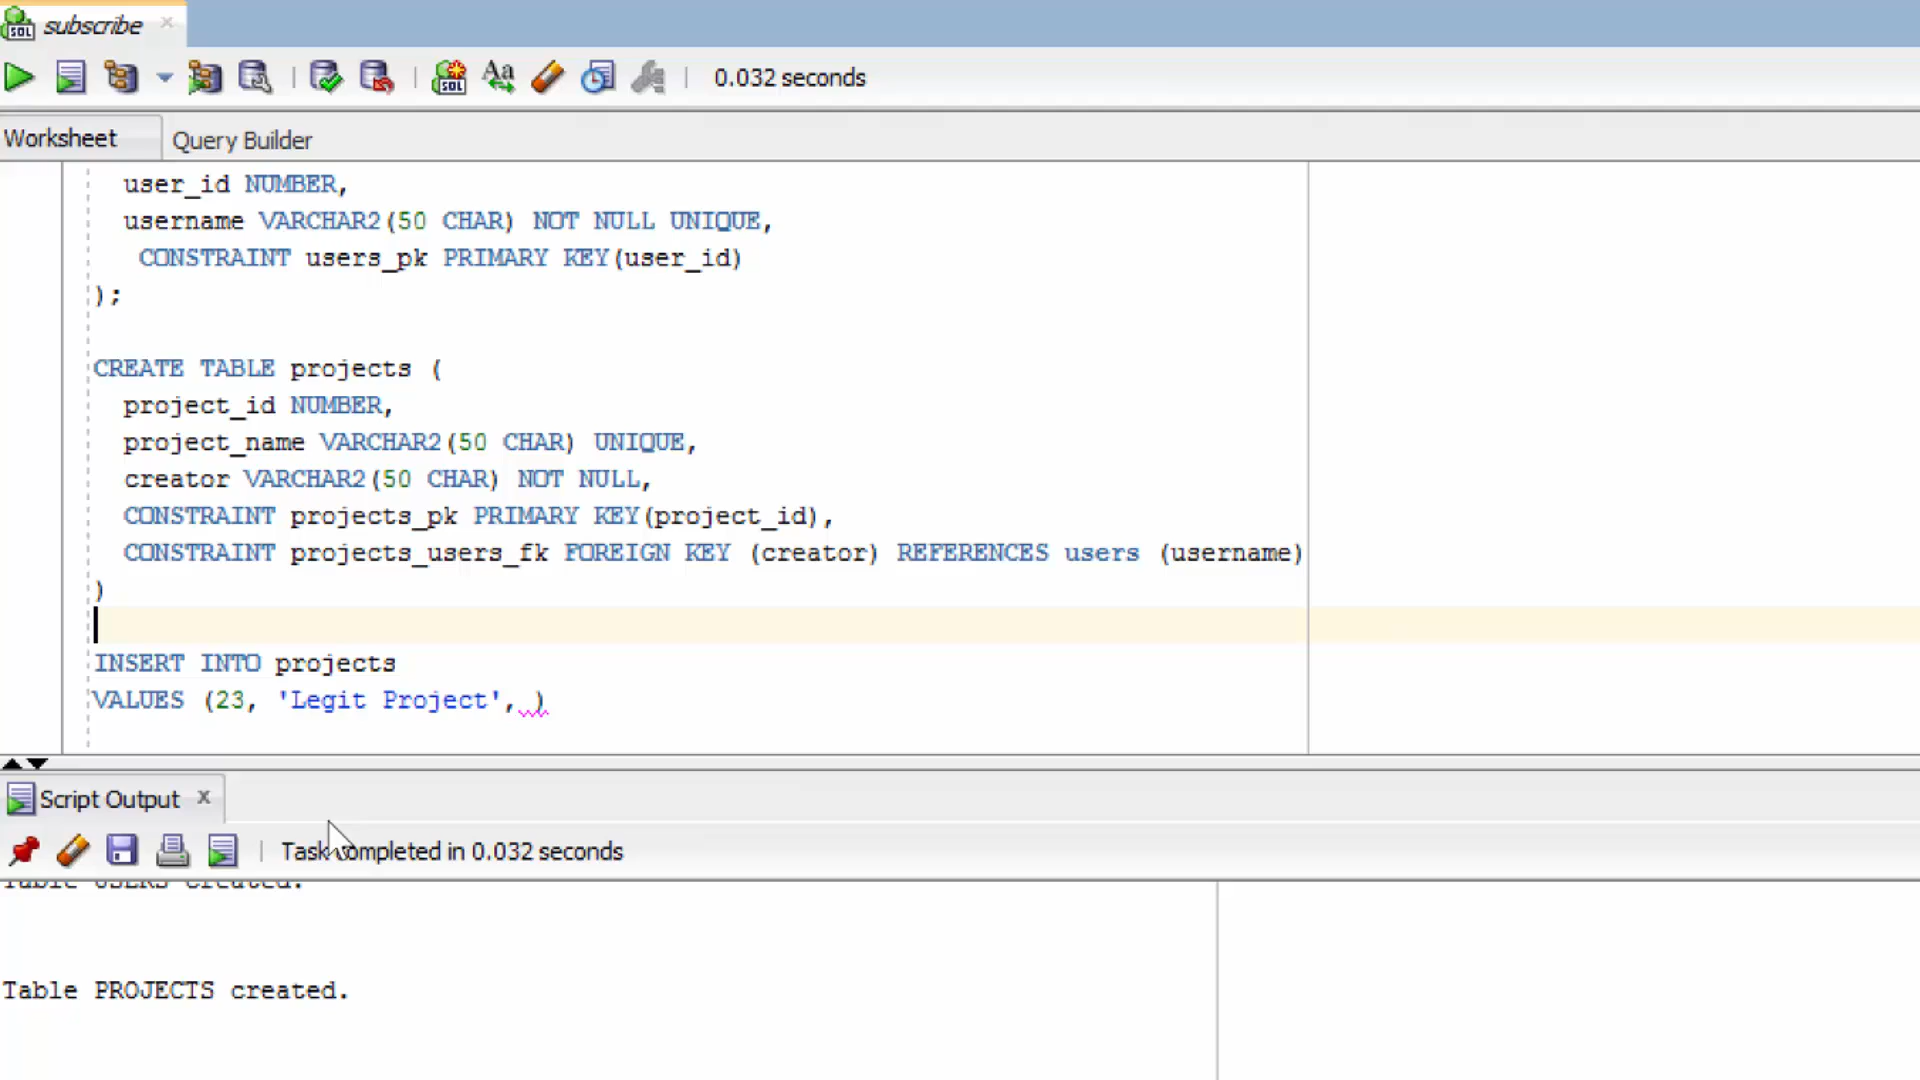 subscribe
0.032 seconds
Worksheet
Query Builder
user_id NUMBER,
username VARCHAR2(50 CHAR) NOT NULL UNIQUE,
CONSTRAINT users_pk PRIMARY KEY(user_id)
);
CREATE TABLE projects (
project_id NUMBER,
project_name VARCHAR2(50 CHAR) UNIQUE,
creator VARCHAR2(50 CHAR) NOT NULL,
CONSTRAINT projects_pk PRIMARY KEY(project_id),
CONSTRAINT projects_users_fk FOREIGN KEY (creator) REFERENCES users (username)
)
INSERT INTO projects
VALUES (23, 'Legit Project', )
Script Output
Task completed in 0.032 seconds
Table USERS created.
Table PROJECTS created.